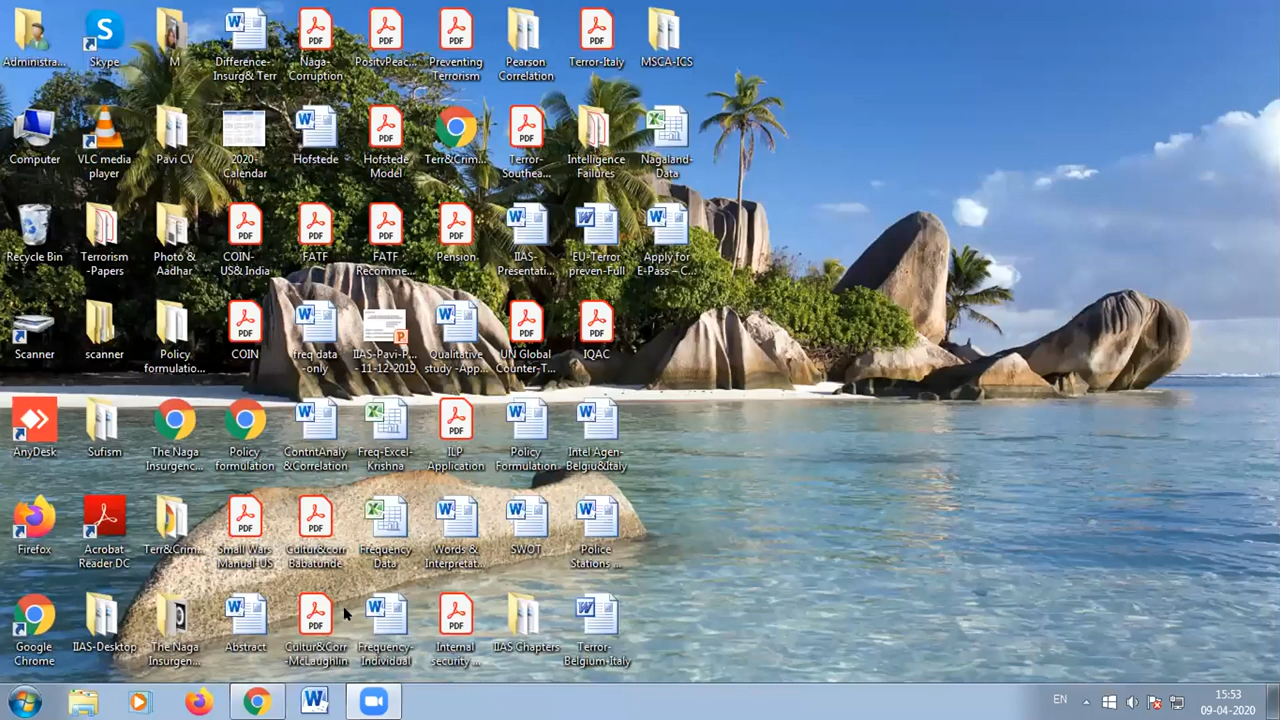 Administra...
Skype
M
Difference-
Insurg& Terr
Naga-
Corruption
PositvPeac...
Preventing
Terrorism
Pearson
Correlation
Terror-Italy
MSCA-ICS
Computer
VLC media
player
Pavi CV
2020-
Calendar
Hofstede
Hofstede
Model
Terr&Crim...
Terror-
Southea...
Intelligence
Failures
Nagaland-
Data
Recycle Bin
Terrorism
-Papers
Photo &
Aadhar
COIN-
US& India
FATF
FATF
Recomme...
Pension-
IIAS-
Presentati...
EU-Terror
preven-Full
Apply for
E-Pass – C...
Scanner
scanner
Policy
formulatio...
COIN
freq data
-only
IIAS-Pavi-P...
- 11-12-2019
Qualitative
study -App...
UN Global
Counter-T...
IQAC
AnyDesk
Sufism
The Naga
Insurgenc...
Policy
formulation
ContntAnaly
&Correlation
Freq-Excel-
Krishna
ILP
Application
Policy
Formulation
Intel Agen-
Belgiu&Italy
Firefox
Acrobat
Reader DC
Terr&Crim...
Small Wars
Manual-US
Cultur&corr
Babatunde
Frequency
Data
Words &
Interpretat...
SWOT
Police
Stations ...
Google
Chrome
IIAS-Desktop
The Naga
Insurgen...
Abstract
Cultur&Corr
-McLaughlin
Frequency-
Individual
Internal
security ...
IIAS Chapters
Terror-
Belgium-Italy
EN
15:53
09-04-2020